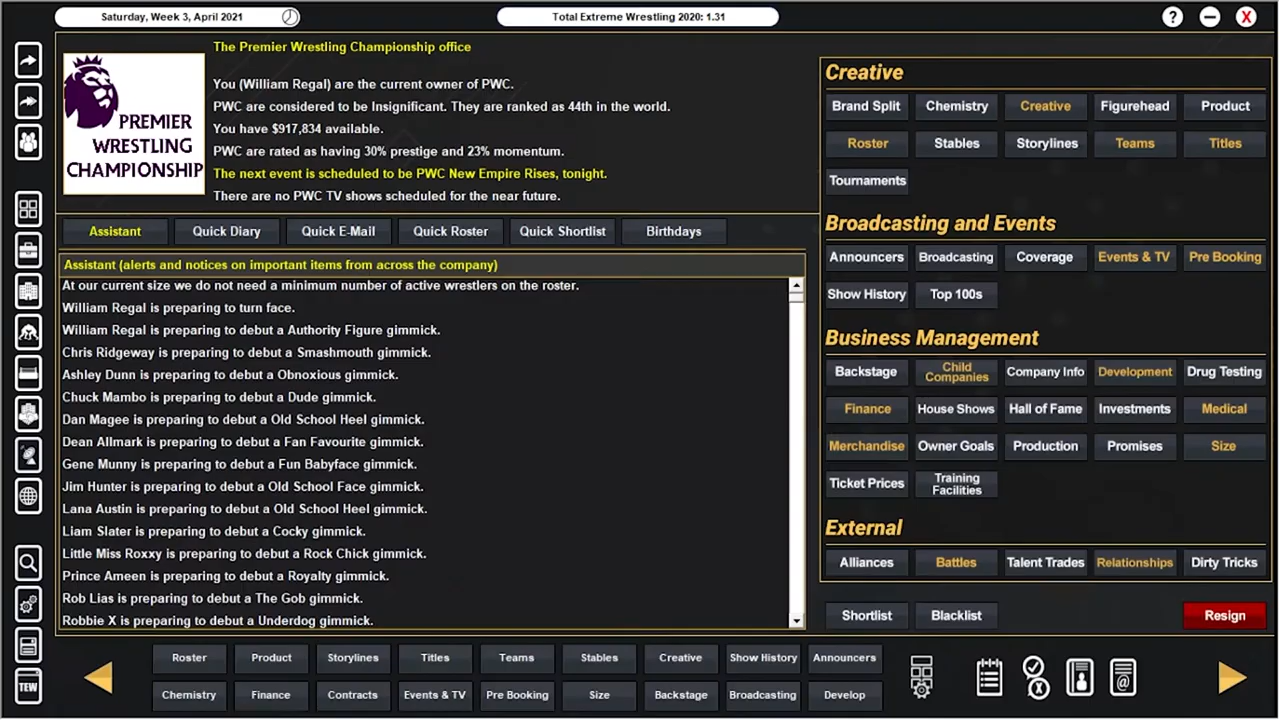 Saturday, Week 3, April 2021
Total Extreme Wrestling 2020: 1.31
? X
PREMIER
WRESTLING
CHAMPIONSHIP
The Premier Wrestling Championship office
You (William Regal) are the current owner of PWC.
PWC are considered to be Insignificant. They are ranked as 44th in the world.
You have $917,834 available.
PWC are rated as having 30% prestige and 23% momentum.
The next event is scheduled to be PWC New Empire Rises, tonight.
There are no PWC TV shows scheduled for the near future.
Assistant Quick Diary Quick E-Mail Quick Roster Quick Shortlist Birthdays
Assistant (alerts and notices on important items from across the company)
At our current size we do not need a minimum number of active wrestlers on the roster.
William Regal is preparing to turn face.
William Regal is preparing to debut a Authority Figure gimmick.
Chris Ridgeway is preparing to debut a Smashmouth gimmick.
Ashley Dunn is preparing to debut a Obnoxious gimmick.
Chuck Mambo is preparing to debut a Dude gimmick.
Dan Magee is preparing to debut a Old School Heel gimmick.
Dean Allmark is preparing to debut a Fan Favourite gimmick.
Gene Munny is preparing to debut a Fun Babyface gimmick.
Jim Hunter is preparing to debut a Old School Face gimmick.
Lana Austin is preparing to debut a Old School Heel gimmick.
Liam Slater is preparing to debut a Cocky gimmick.
Little Miss Roxxy is preparing to debut a Rock Chick gimmick.
Prince Ameen is preparing to debut a Royalty gimmick.
Rob Lias is preparing to debut a The Gob gimmick.
Robbie X is preparing to debut a Underdog gimmick.
Creative
Brand Split Chemistry Creative Figurehead Product
Roster Stables Storylines Teams Titles
Tournaments
Broadcasting and Events
Announcers Broadcasting Coverage Events & TV Pre Booking
Show History Top 100s
Business Management
Backstage Child Companies Company Info Development Drug Testing
Finance House Shows Hall of Fame Investments Medical
Merchandise Owner Goals Production Promises Size
Ticket Prices Training Facilities
External
Alliances Battles Talent Trades Relationships Dirty Tricks
Shortlist Blacklist Resign
Roster Product Storylines Titles Teams Stables Creative Show History Announcers
Chemistry Finance Contracts Events & TV Pre Booking Size Backstage Broadcasting Develop
TEW